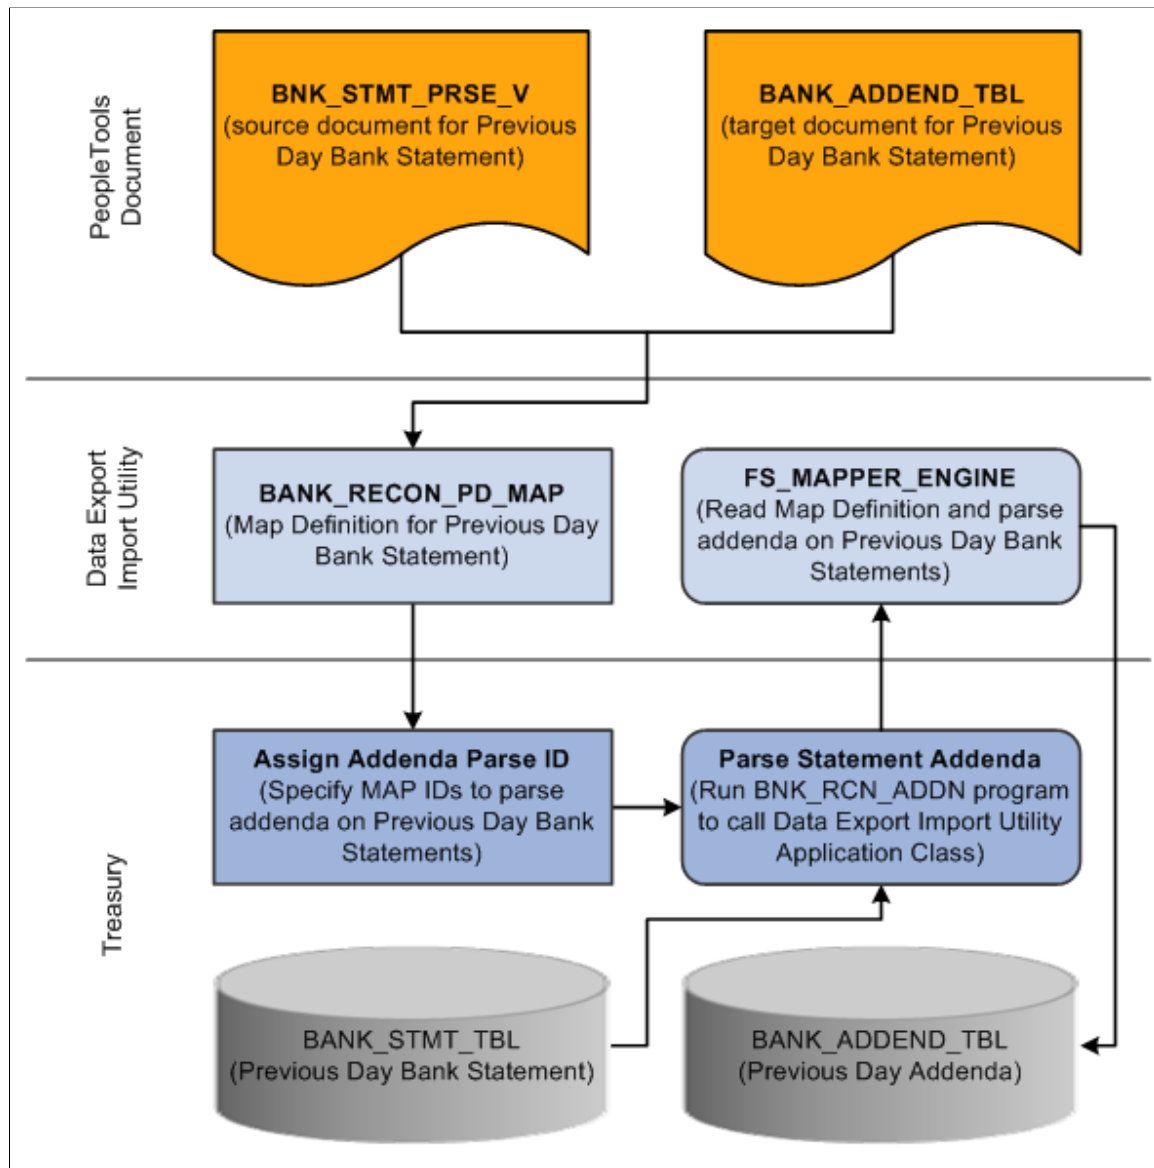 PeopleTools
Document
BNK_STMT_PRSE_V
(source document for Previous
Day Bank Statement)
BANK_ADDEND_TBL
(target document for Previous
Day Bank Statement)
Data Export
Import Utility
BANK_RECON_PD_MAP
(Map Definition for Previous Day
Bank Statement)
FS_MAPPER_ENGINE
(Read Map Definition and parse
addenda on Previous Day Bank
Statements)
Treasury
Assign Addenda Parse ID
(Specify MAP IDs to parse
addenda on Previous Day Bank
Statements)
Parse Statement Addenda
(Run BNK_RCN_ADDN program
to call Data Export Import Utility
Application Class)
BANK_STMT_TBL
(Previous Day Bank Statement)
BANK_ADDEND_TBL
(Previous Day Addenda)